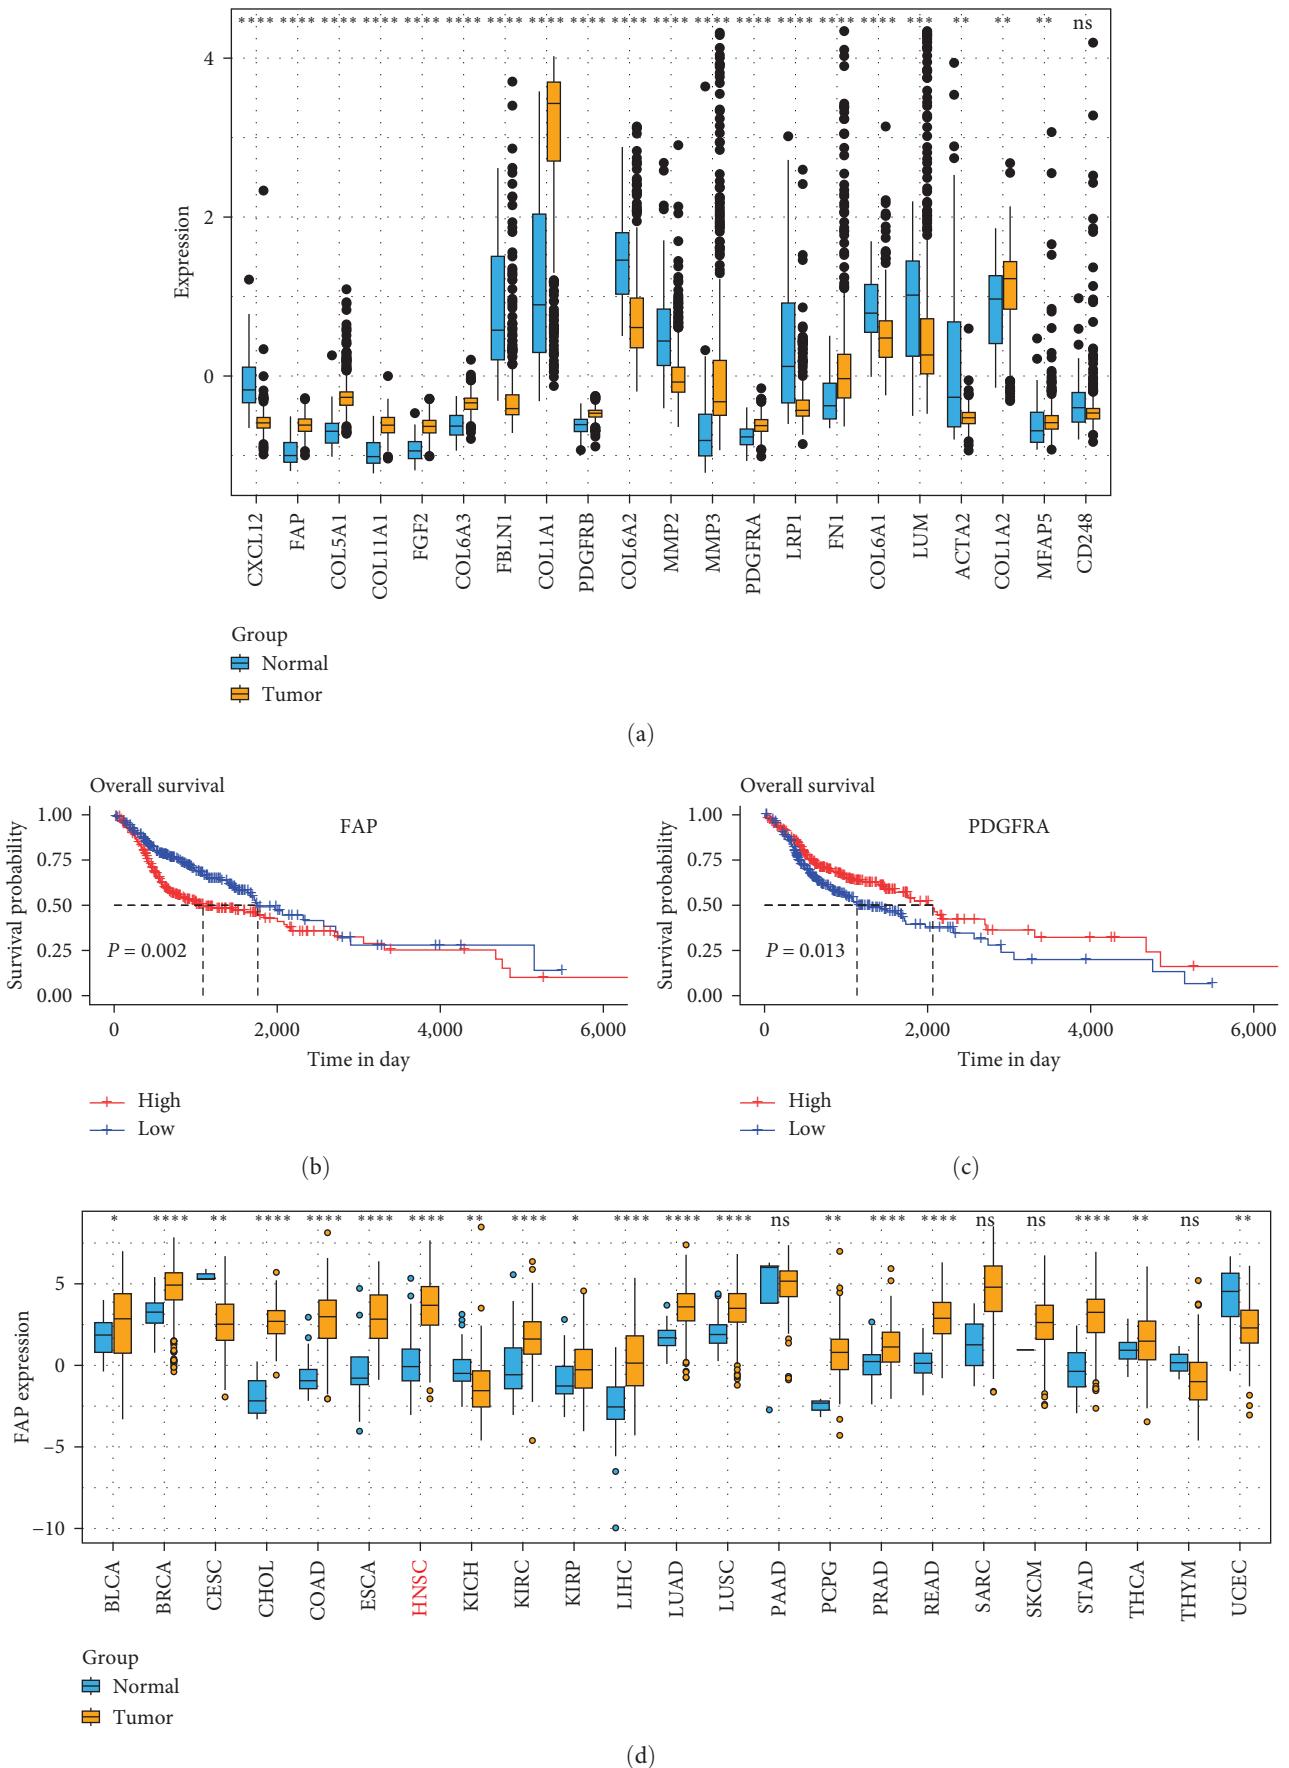 **** **** **** **** **** **** **** **** **** **** **** **** **** **** **** **** *** ** ** ** ns
4
2
0
Expression
CXCL12 FAP COL5A1 COL11A1 FGF2 COL6A3 FBLN1 COL1A1 PDGFRB COL6A2 MMP2 MMP3 PDGFRA LRP1 FN1 COL6A1 LUM ACTA2 COL1A2 MFAP5 CD248
Group
Normal
Tumor
(a)
Overall survival
FAP
1.00
0.75
0.50
0.25
0.00
Survival probability
P = 0.002
0 2,000 4,000 6,000
Time in day
High
Low
(b)
Overall survival
PDGFRA
1.00
0.75
0.50
0.25
0.00
Survival probability
P = 0.013
0 2,000 4,000 6,000
Time in day
High
Low
(c)
* **** ** **** **** **** **** ** **** * **** **** **** ns ** **** **** ns ns **** ** ns **
5
0
−5
−10
FAP expression
BLCA BRCA CESC CHOL COAD ESCA HNSC KICH KIRC KIRP LIHC LUAD LUSC PAAD PCPG PRAD READ SARC SKCM STAD THCA THYM UCEC
Group
Normal
Tumor
(d)